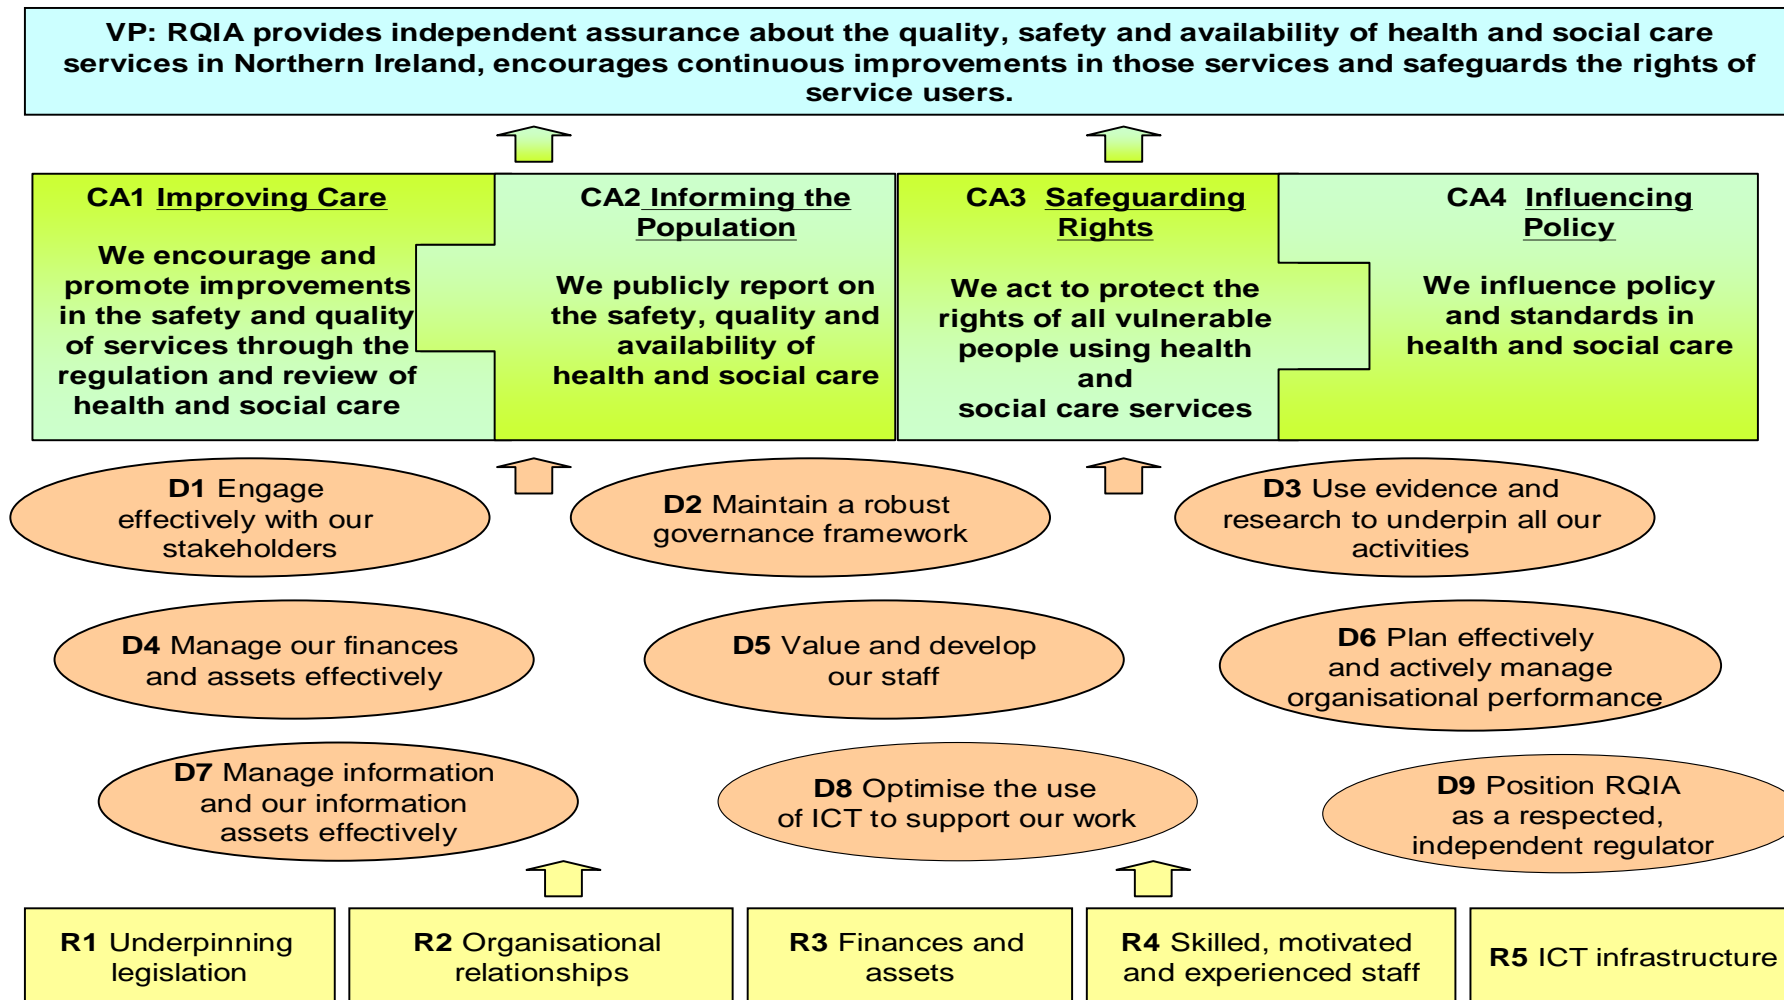 VP: RQIA provides independent assurance about the quality, safety and availability of health and social care
services in Northern Ireland, encourages continuous improvements in those services and safeguards the rights of
service users.
CA1 Improving Care
We encourage and
promote improvements
in the safety and quality
of services through the
regulation and review of
health and social care
CA2 Informing the
Population
We publicly report on
the safety, quality and
availability of
health and social care
CA3 Safeguarding
Rights
We act to protect the
rights of all vulnerable
people using health
and
social care services
CA4 Influencing
Policy
We influence policy
and standards in
health and social care
D1 Engage
effectively with our
stakeholders
D2 Maintain a robust
governance framework
D3 Use evidence and
research to underpin all our
activities
D4 Manage our finances
and assets effectively
D5 Value and develop
our staff
D6 Plan effectively
and actively manage
organisational performance
D7 Manage information
and our information
assets effectively
D8 Optimise the use
of ICT to support our work
D9 Position RQIA
as a respected,
independent regulator
R1 Underpinning
legislation
R2 Organisational
relationships
R3 Finances and
assets
R4 Skilled, motivated
and experienced staff
R5 ICT infrastructure